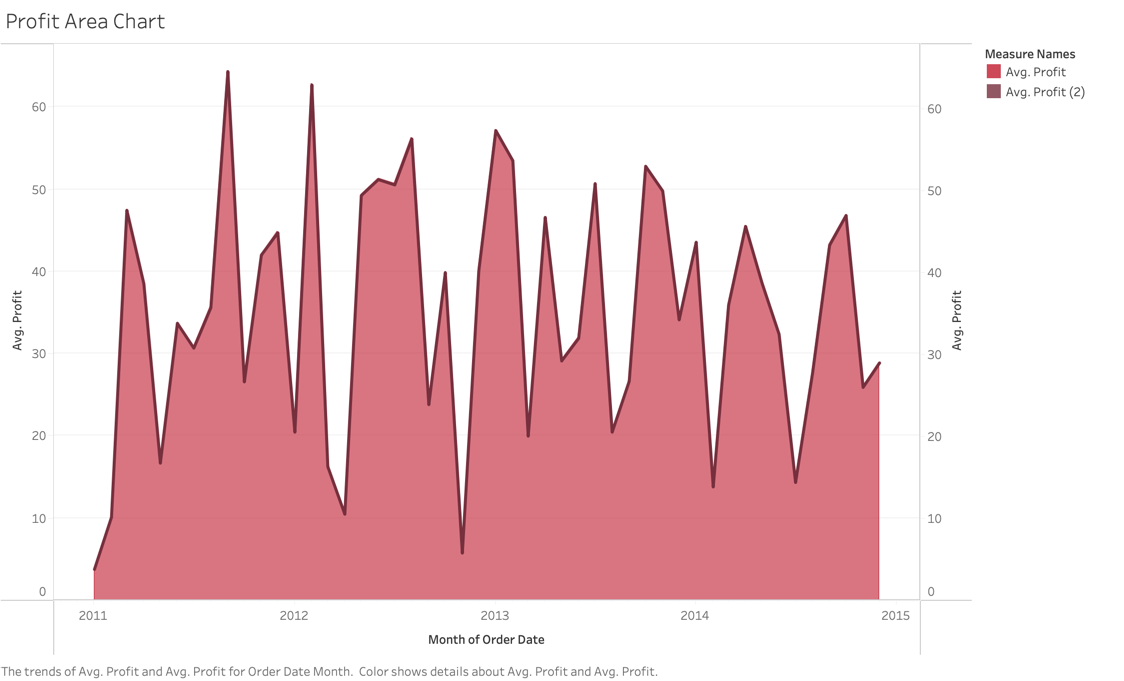 Profit Area Chart
Measure Names
Avg. Profit
Avg. Profit (2)
60
50
40
30
20
10
0
Avg. Profit
60
50
40
30
20
10
0
Avg. Profit
2011
2012
2013
2014
2015
Month of Order Date
The trends of Avg. Profit and Avg. Profit for Order Date Month.  Color shows details about Avg. Profit and Avg. Profit.